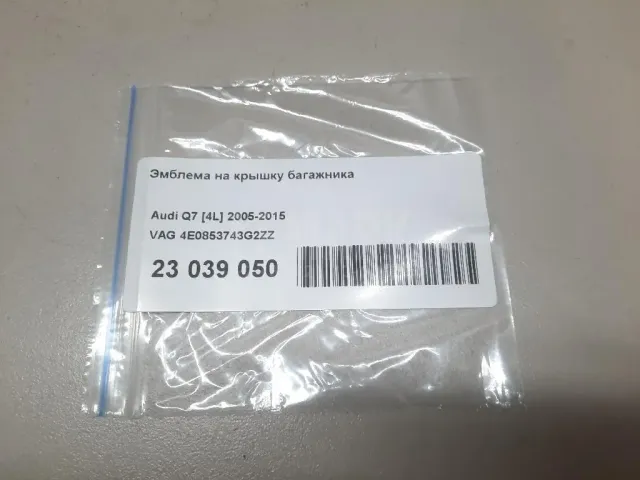 Эмблема на крышку багажника
Audi Q7 [4L] 2005-2015
VAG 4E0853743G2ZZ
23 039 050